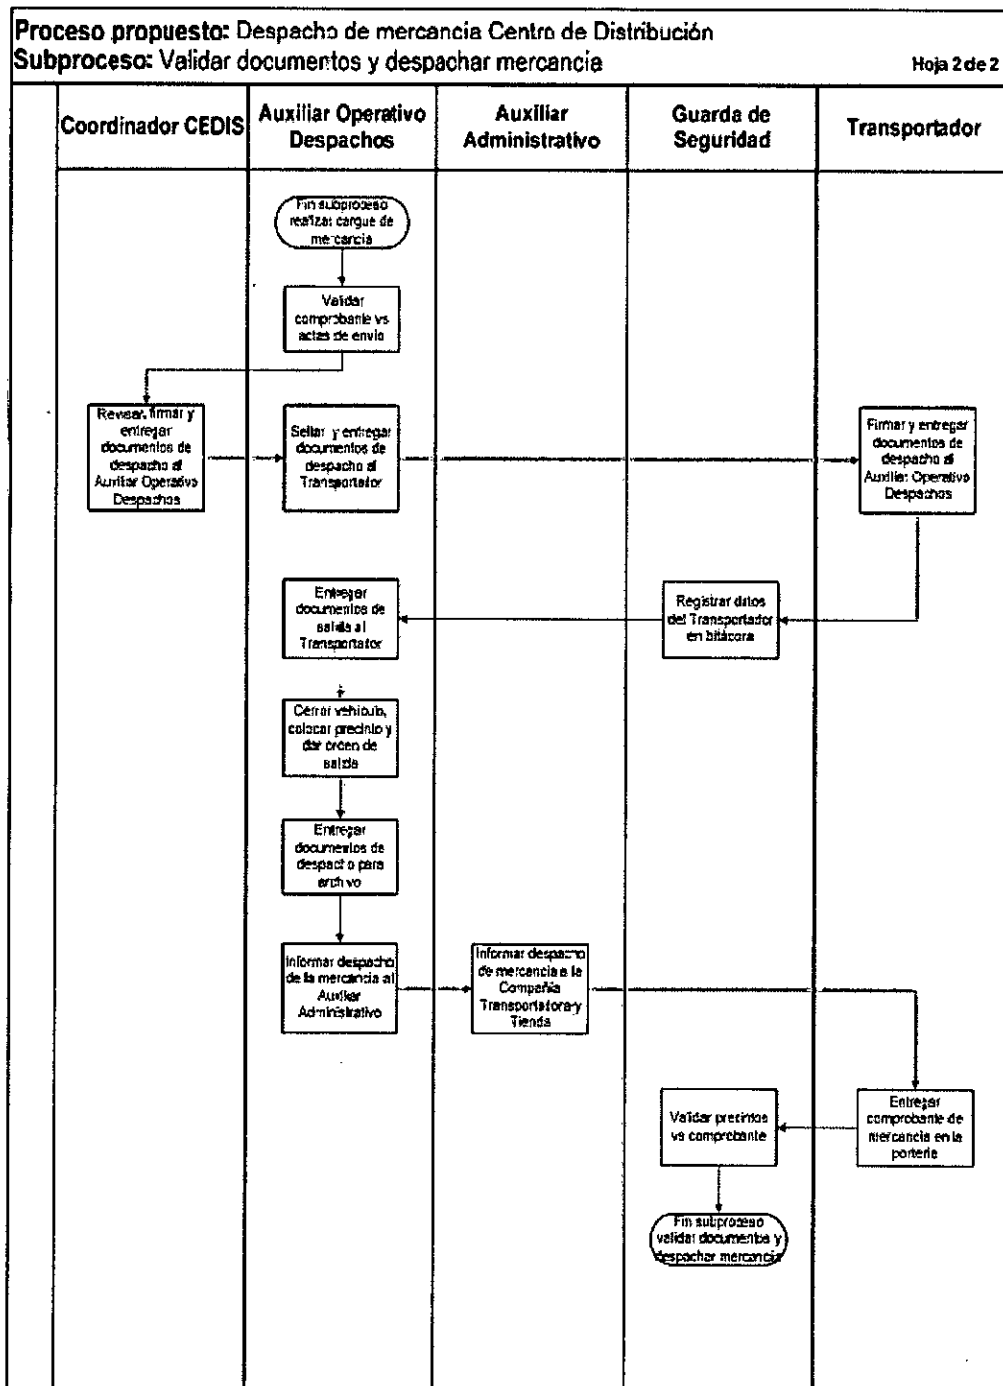 Proceso propuesto: Despacho de mercancia Centro de Distribución
Subproceso: Validar documentos y despachar mercancia
Hoja 2 de 2
Coordinador CEDIS
Auxiliar Operativo
Despachos
Auxiliar
Administrativo
Guarda de
Seguridad
Transportador
Fin subproceso
realizar cargue de
mercancia
Validar
comprobante vs
actas de envio
Revisar, firmar y
entregar
documentos de
despacho al
Auxiliar Operativo
Despachos
Sellar y entregar
documentos de
despacho al
Transportador
Firmar y entregar
documentos de
despacho al
Auxiliar Operativo
Despachos
Entregar
documentos de
salida al
Transportador
Registrar datos
del Transportador
en bitácora
Cerrar vehiculo,
colocar precinto y
dar orden de
salida
Entregar
documentos de
despacho para
archivo
Informar despacho
de la mercancia al
Auxiliar
Administrativo
Informar despacho
de mercancia a la
Compañia
Transportadora y
Tienda
Validar precintos
vs comprobante
Entregar
comprobante de
mercancia en la
porteria
Fin subproceso
validar documentos y
despachar mercancia